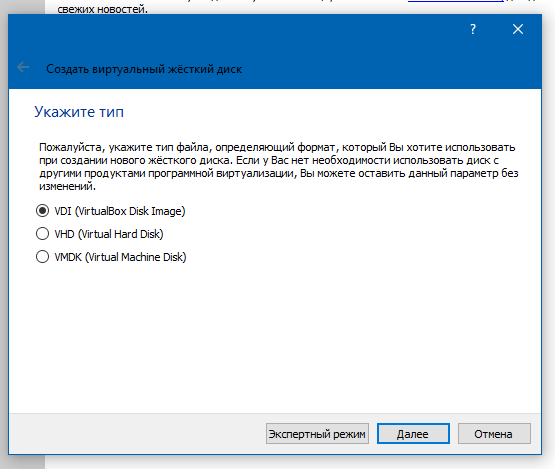 свежих новостей.
?
Создать виртуальный жёсткий диск
Укажите тип
Пожалуйста, укажите тип файла, определяющий формат, который Вы хотите использовать
при создании нового жёсткого диска. Если у Вас нет необходимости использовать диск с
другими продуктами программной виртуализации, Вы можете оставить данный параметр без
изменений.
VDI (VirtualBox Disk Image)
VHD (Virtual Hard Disk)
VMDK (Virtual Machine Disk)
Экспертный режим Далее Отмена